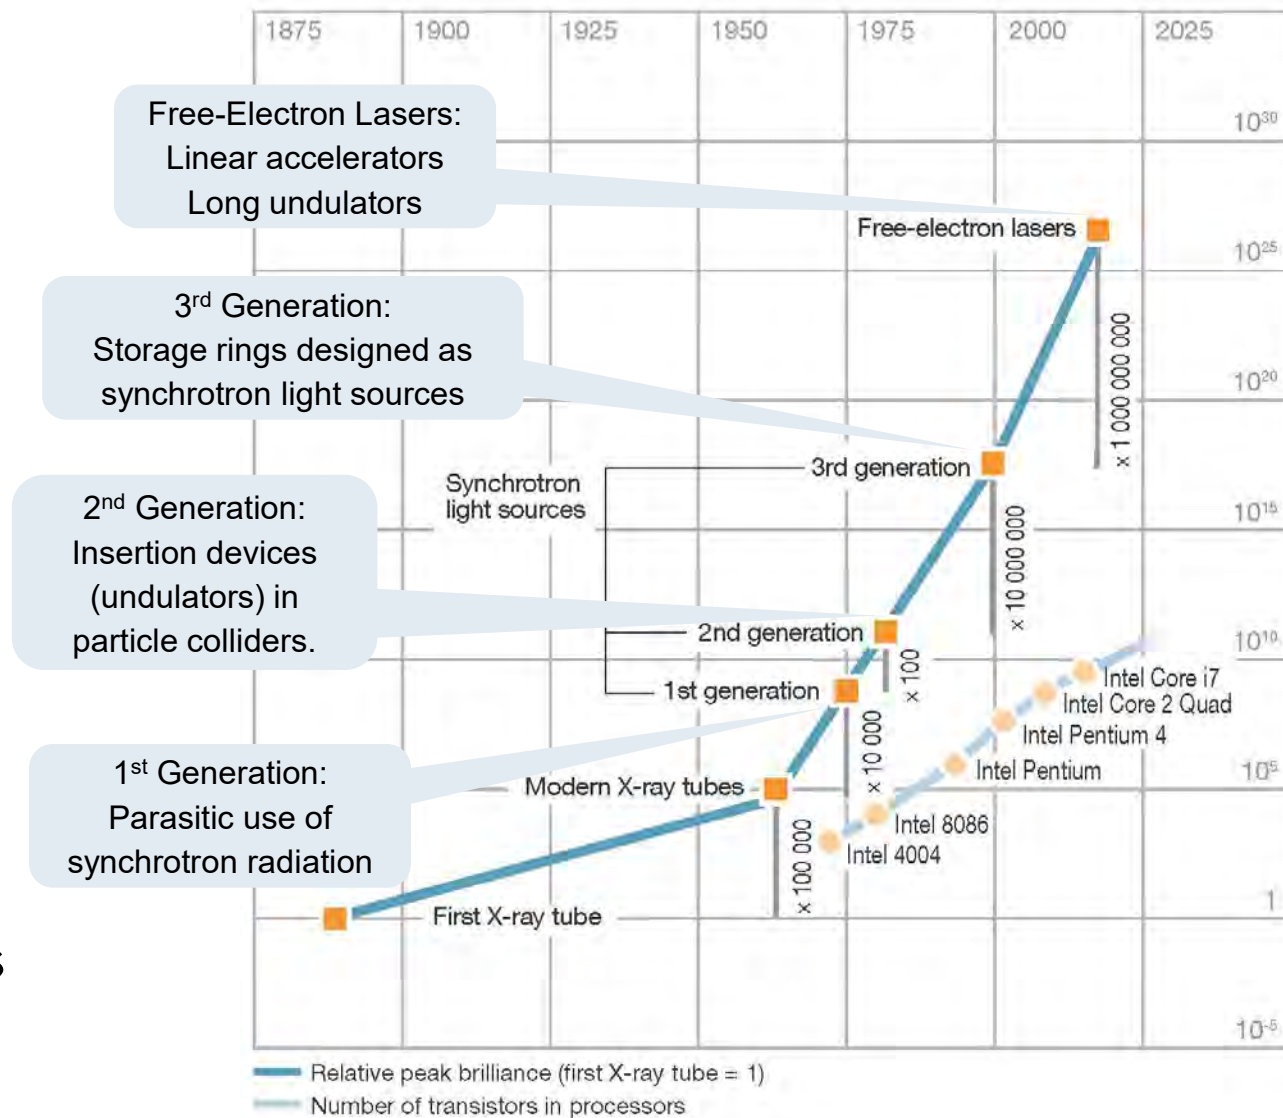 1875 1900 1925 1950 1975 2000 2025
Free-Electron Lasers:
Linear accelerators
Long undulators
10³⁰
Free-electron lasers
10²⁵
3rd Generation:
Storage rings designed as
synchrotron light sources
x 1 000 000 000
10²⁰
3rd generation
Synchrotron
light sources
2nd Generation:
Insertion devices
(undulators) in
particle colliders.
10¹⁵
x 10 000 000
2nd generation
10¹⁰
x 100
1st generation
Intel Core i7
Intel Core 2 Quad
Intel Pentium 4
Intel Pentium
x 10 000
1st Generation:
Parasitic use of
synchrotron radiation
Modern X-ray tubes
10⁵
Intel 8086
Intel 4004
x 100 000
First X-ray tube
1
s
10⁻⁵
Relative peak brilliance (first X-ray tube = 1)
Number of transistors in processors